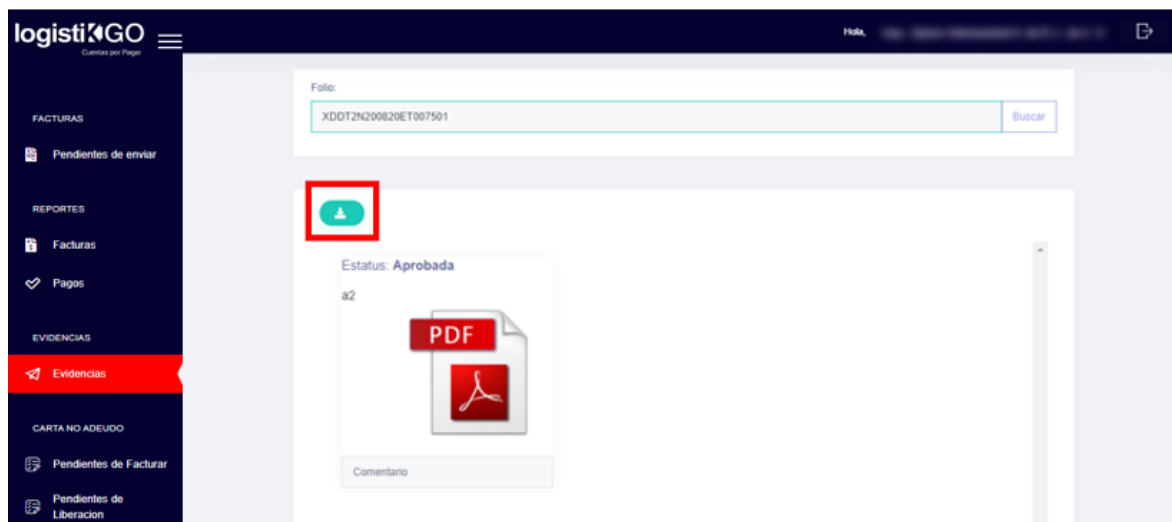 logistikGO
Cuentas por Pagar
Hola,
FACTURAS
Pendientes de enviar
REPORTES
Facturas
Pagos
EVIDENCIAS
Evidencias
CARTA NO ADEUDO
Pendientes de Facturar
Pendientes de
Liberacion
Folio:
XDDT2N200820ET007501
Buscar
Estatus: Aprobada
a2
PDF
Comentario